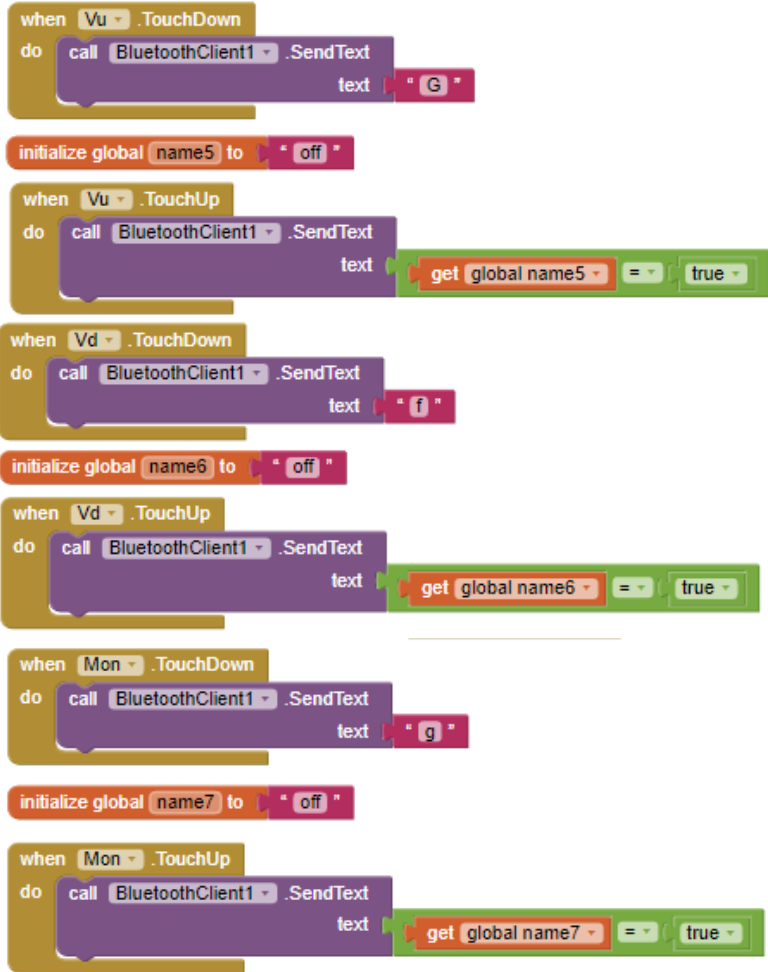 when Vu .TouchDown
do call BluetoothClient1 .SendText
text " G "
initialize global name5 to " off "
when Vu .TouchUp
do call BluetoothClient1 .SendText
text get global name5 = true
when Vd .TouchDown
do call BluetoothClient1 .SendText
text " f "
initialize global name6 to " off "
when Vd .TouchUp
do call BluetoothClient1 .SendText
text get global name6 = true
when Mon .TouchDown
do call BluetoothClient1 .SendText
text " g "
initialize global name7 to " off "
when Mon .TouchUp
do call BluetoothClient1 .SendText
text get global name7 = true